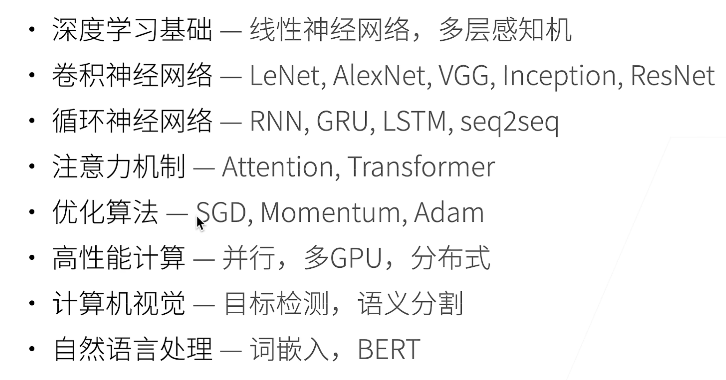 • 深度学习基础 — 线性神经网络，多层感知机
• 卷积神经网络 — LeNet, AlexNet, VGG, Inception, ResNet
• 循环神经网络 — RNN, GRU, LSTM, seq2seq
• 注意力机制 — Attention, Transformer
• 优化算法 — SGD, Momentum, Adam
• 高性能计算 — 并行，多GPU，分布式
• 计算机视觉 — 目标检测，语义分割
• 自然语言处理 — 词嵌入，BERT